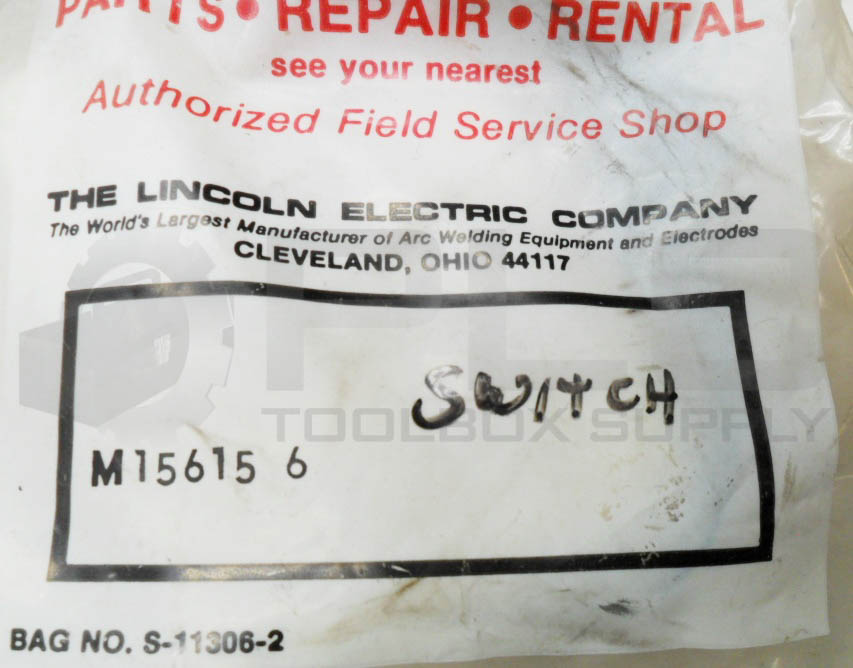 PARTS • REPAIR • RENTAL
see your nearest
Authorized Field Service Shop
THE LINCOLN ELECTRIC COMPANY
The World's Largest Manufacturer of Arc Welding Equipment and Electrodes
CLEVELAND, OHIO 44117
PLS
SWITCH
TOOLBOX SUPPLY
M15615 6
BAG NO. S-11306-2